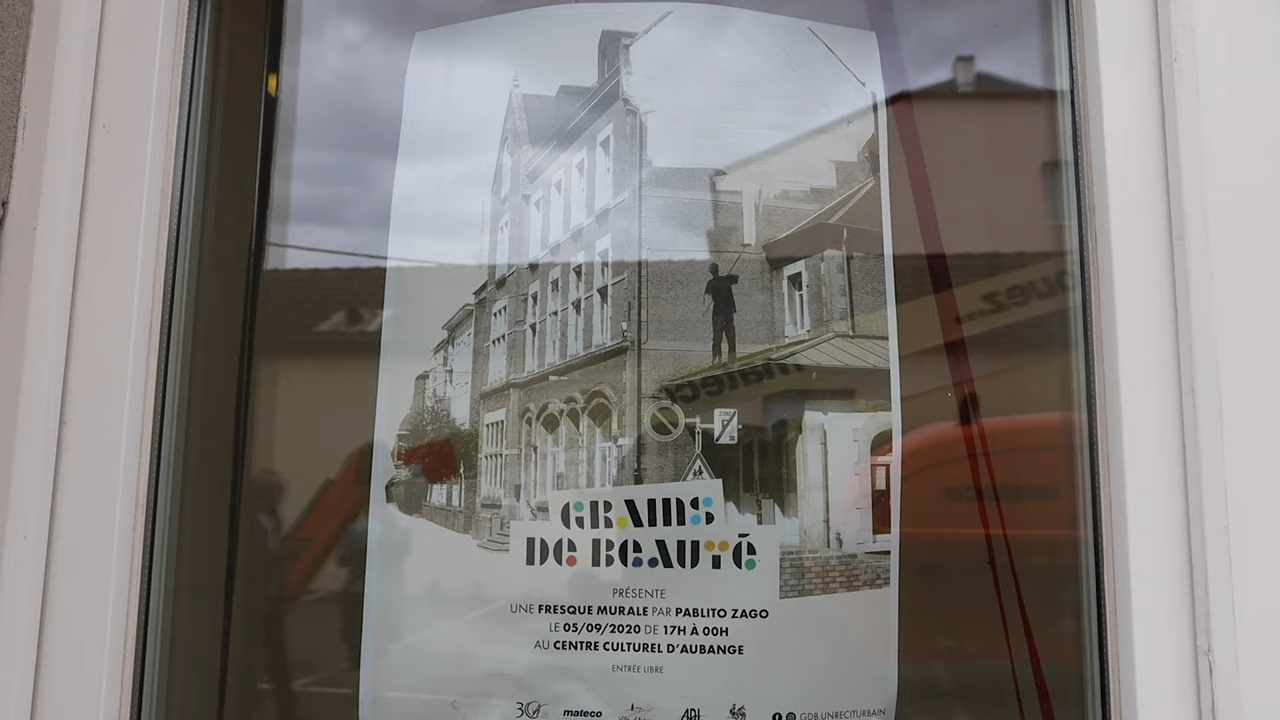 GRAINS
DE BEAUTÉ
PRÉSENTE
UNE FRESQUE MURALE PAR PABLITO ZAGO
LE 05/09/2020 DE 17H À 00H
AU CENTRE CULTUREL D'AUBANGE
ENTRÉE LIBRE
mateco
GDB.UNRECITURBAIN